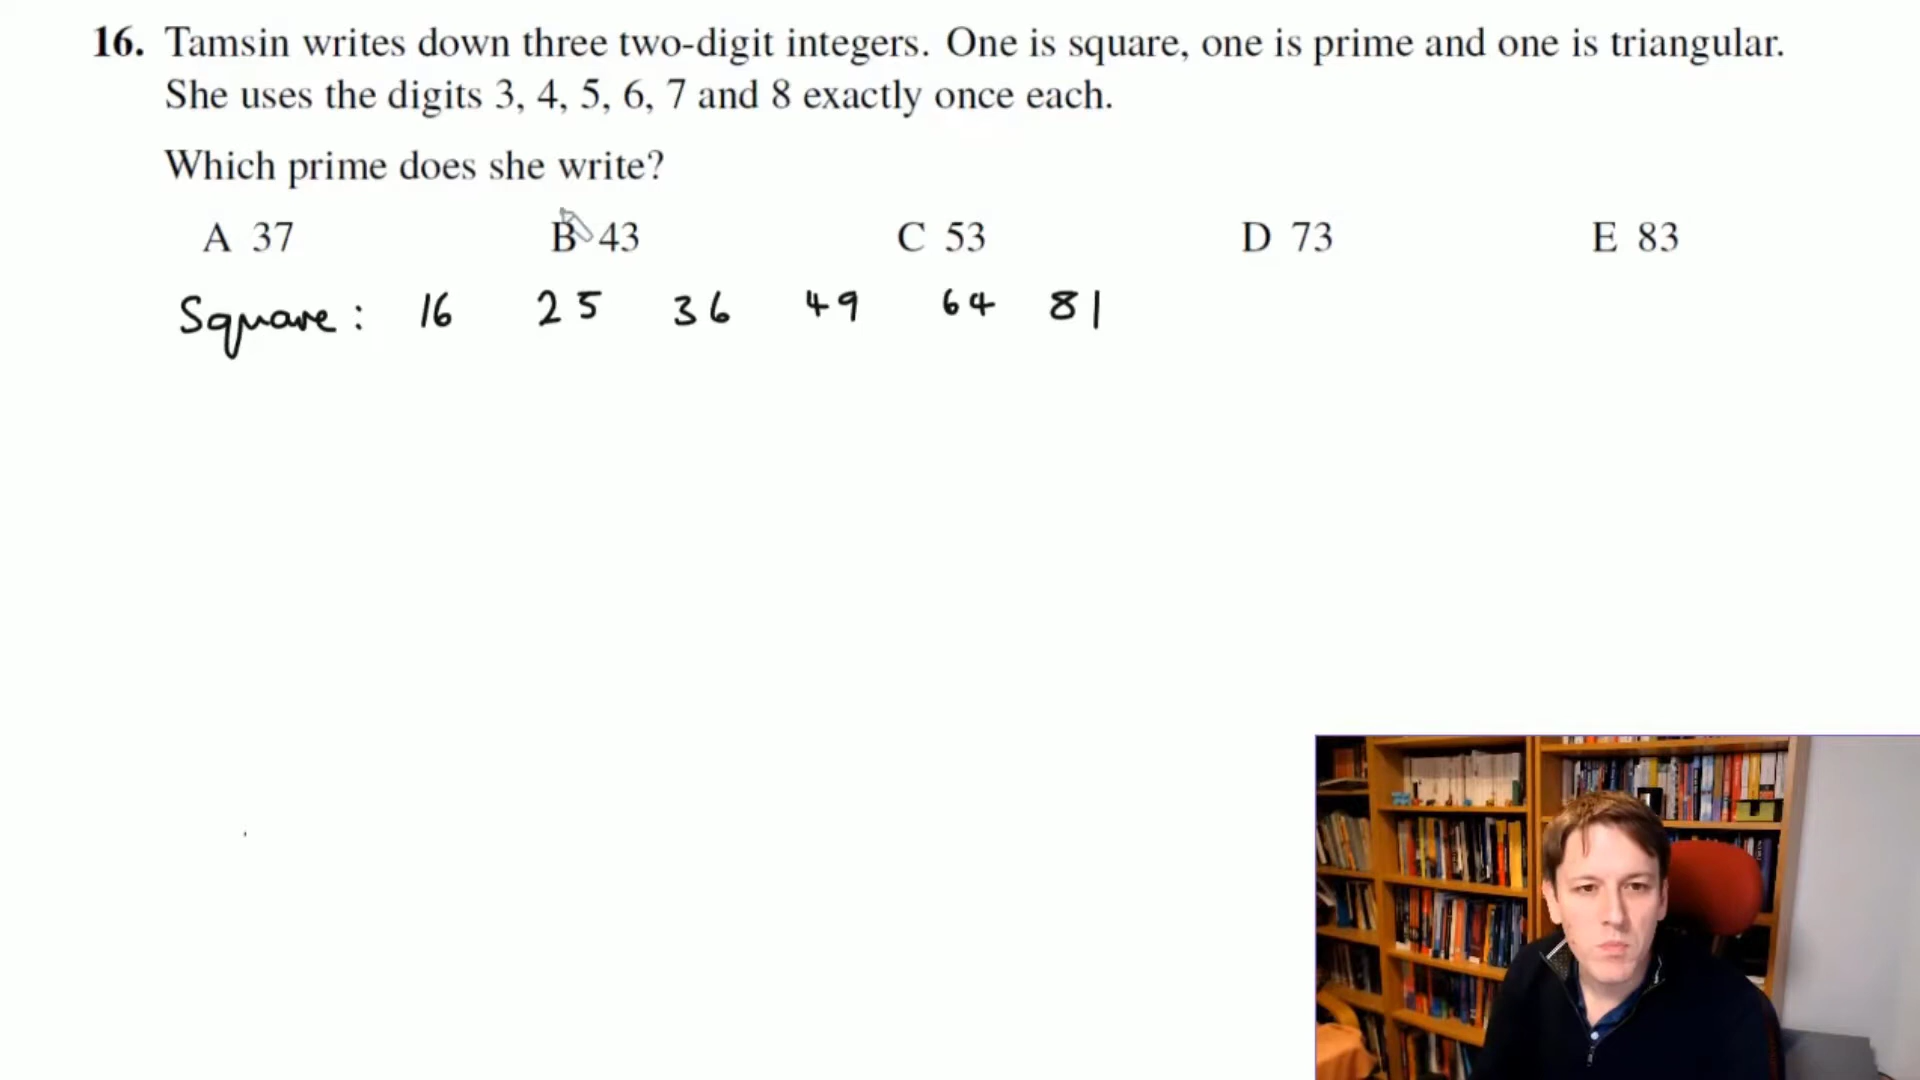 16. Tamsin writes down three two-digit integers. One is square, one is prime and one is triangular.
She uses the digits 3, 4, 5, 6, 7 and 8 exactly once each.
Which prime does she write?
A 37 B 43 C 53 D 73 E 83
Square: 16 25 36 49 64 81